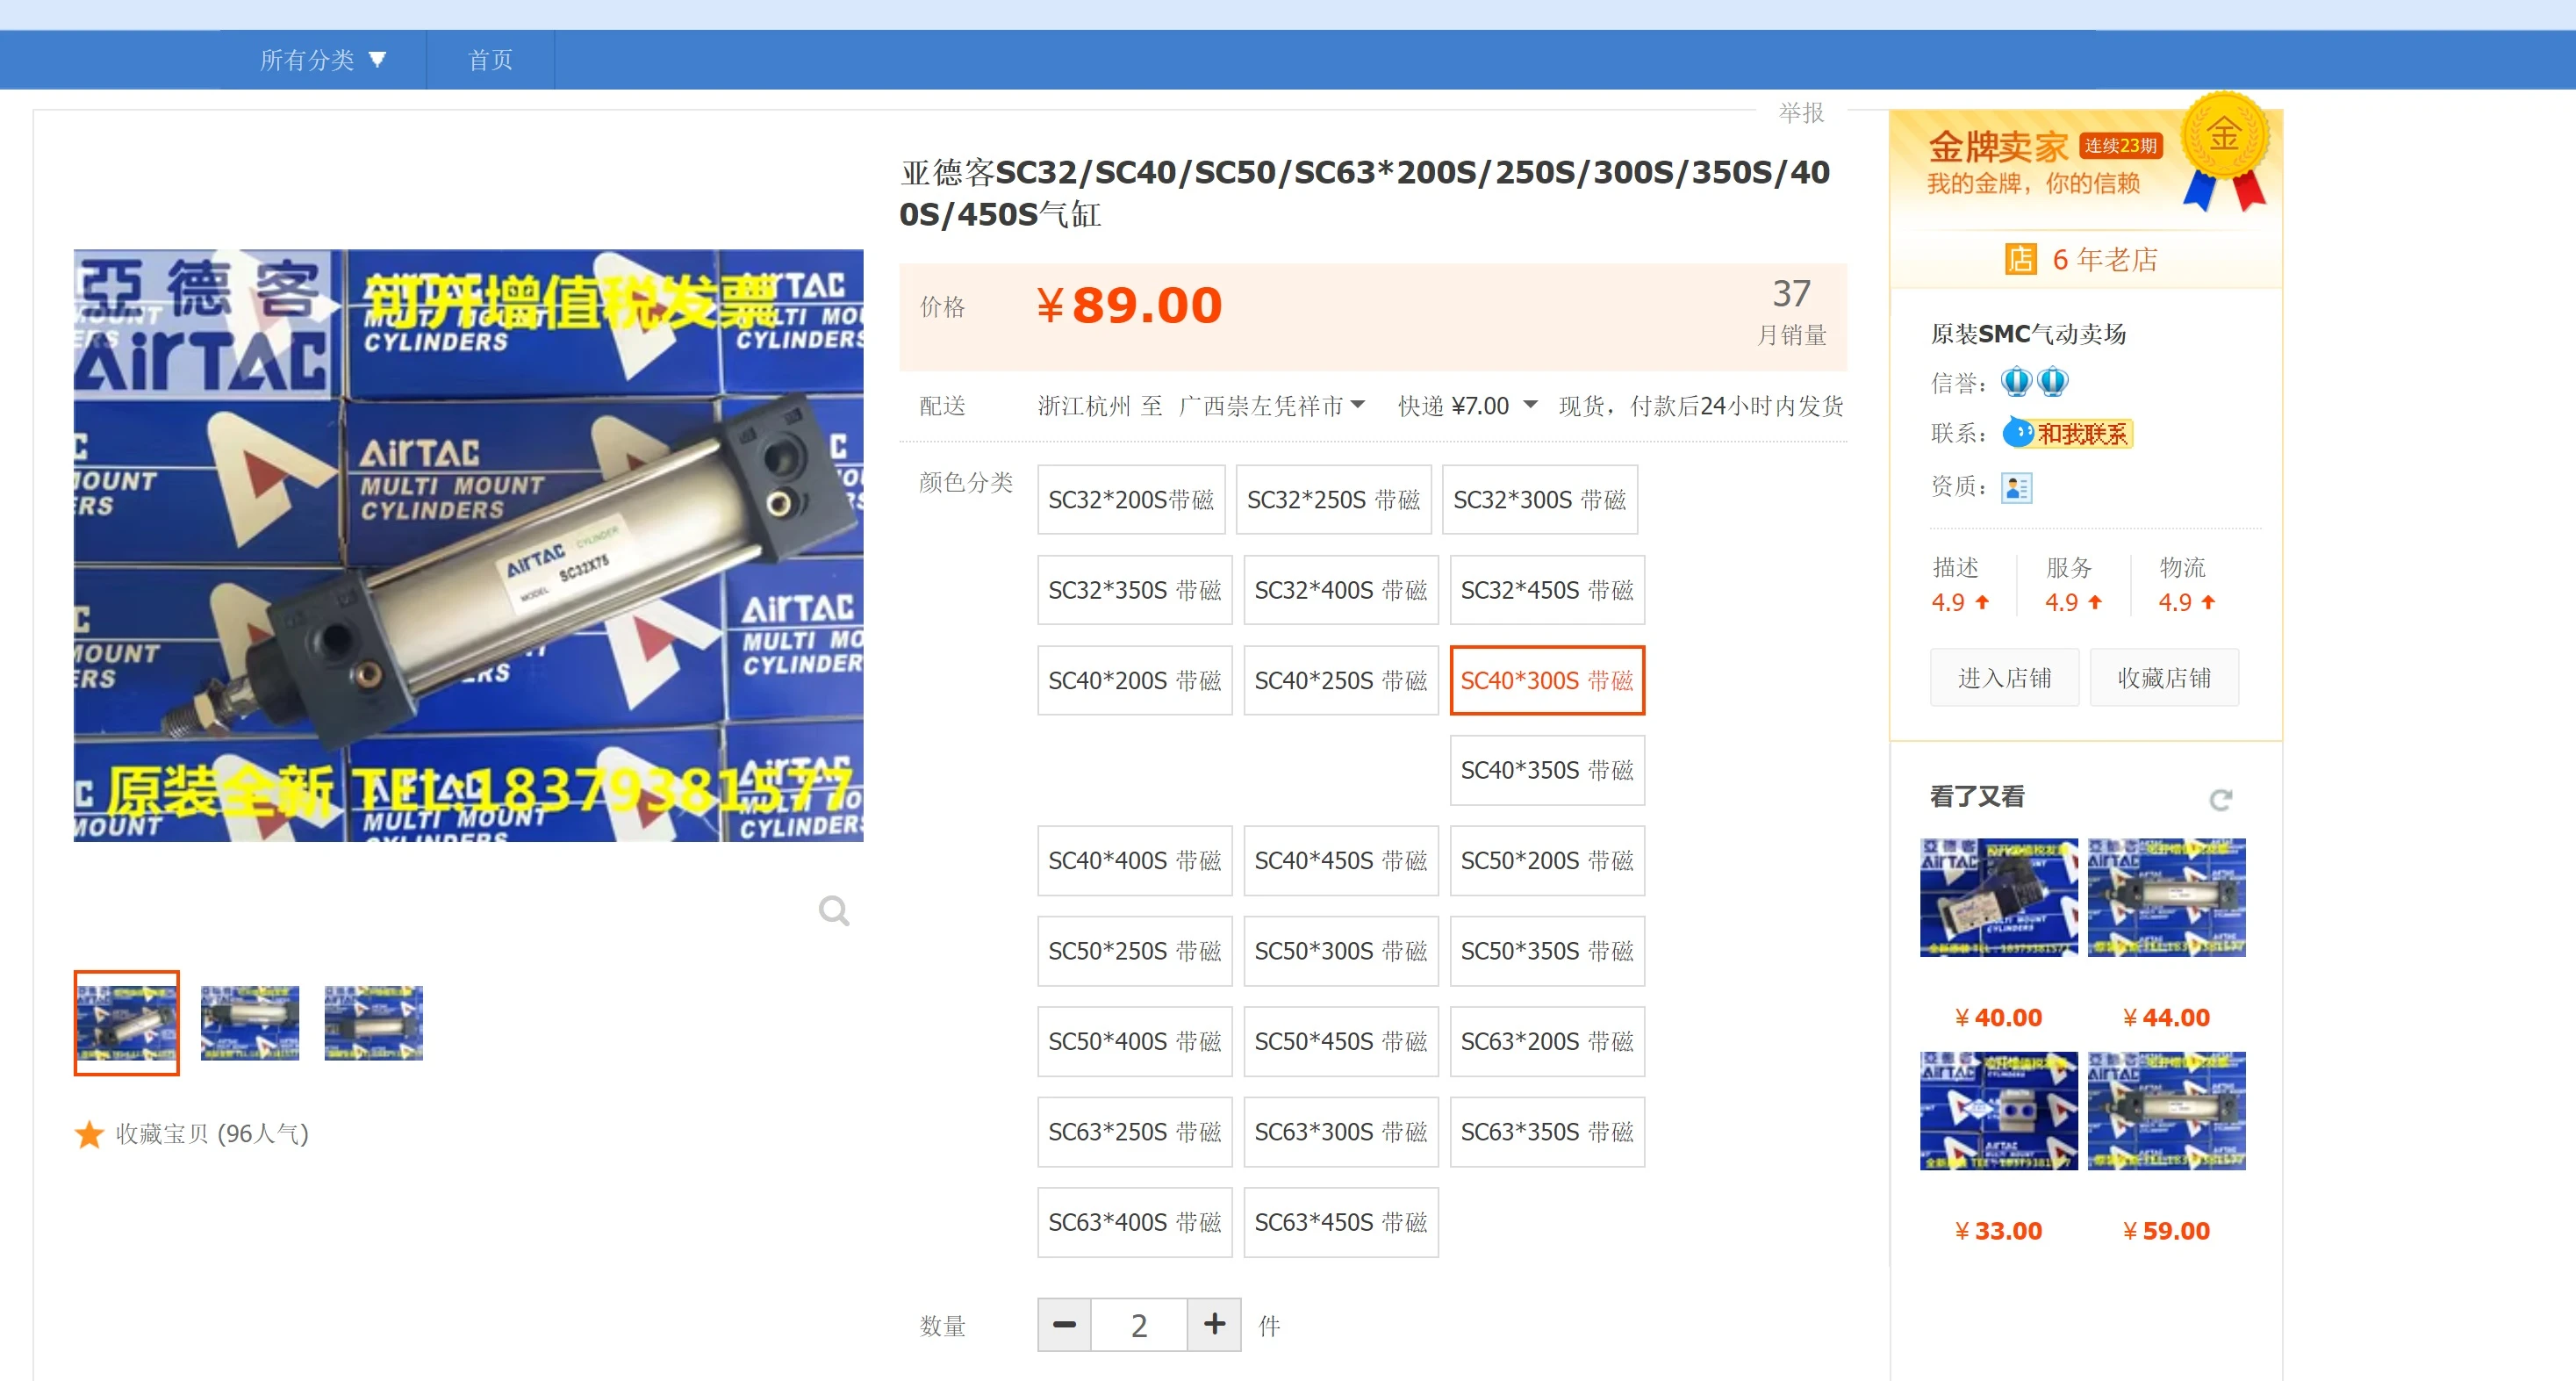 所有分类
首页
举报
亚德客SC32/SC40/SC50/SC63*200S/250S/300S/350S/40
0S/450S气缸
价格
¥89.00
37
月销量
配送
浙江杭州 至 广西崇左凭祥市
快递 ¥7.00
现货，付款后24小时内发货
颜色分类
SC32*200S带磁
SC32*250S 带磁
SC32*300S 带磁
SC32*350S 带磁
SC32*400S 带磁
SC32*450S 带磁
SC40*200S 带磁
SC40*250S 带磁
SC40*300S 带磁
SC40*350S 带磁
SC40*400S 带磁
SC40*450S 带磁
SC50*200S 带磁
SC50*250S 带磁
SC50*300S 带磁
SC50*350S 带磁
SC50*400S 带磁
SC50*450S 带磁
SC63*200S 带磁
SC63*250S 带磁
SC63*300S 带磁
SC63*350S 带磁
SC63*400S 带磁
SC63*450S 带磁
数量
2
件
亞德客
AirTAC
可开增值税发票
MULTI MOUNT
CYLINDERS
AirTAC
MULTI MOUNT
CYLINDERS
AirTAC
CYLINDER
MODEL
SC32X75
AirTAC
MULTI MO
CYLINDER
原装全新 TEL:18379381577
收藏宝贝 (96人气)
金牌卖家
连续23期
金
我的金牌，你的信赖
店
6 年老店
原装SMC气动卖场
信誉：
联系：
和我联系
资质：
描述
服务
物流
4.9
4.9
4.9
进入店铺
收藏店铺
看了又看
¥ 40.00
¥ 44.00
¥ 33.00
¥ 59.00